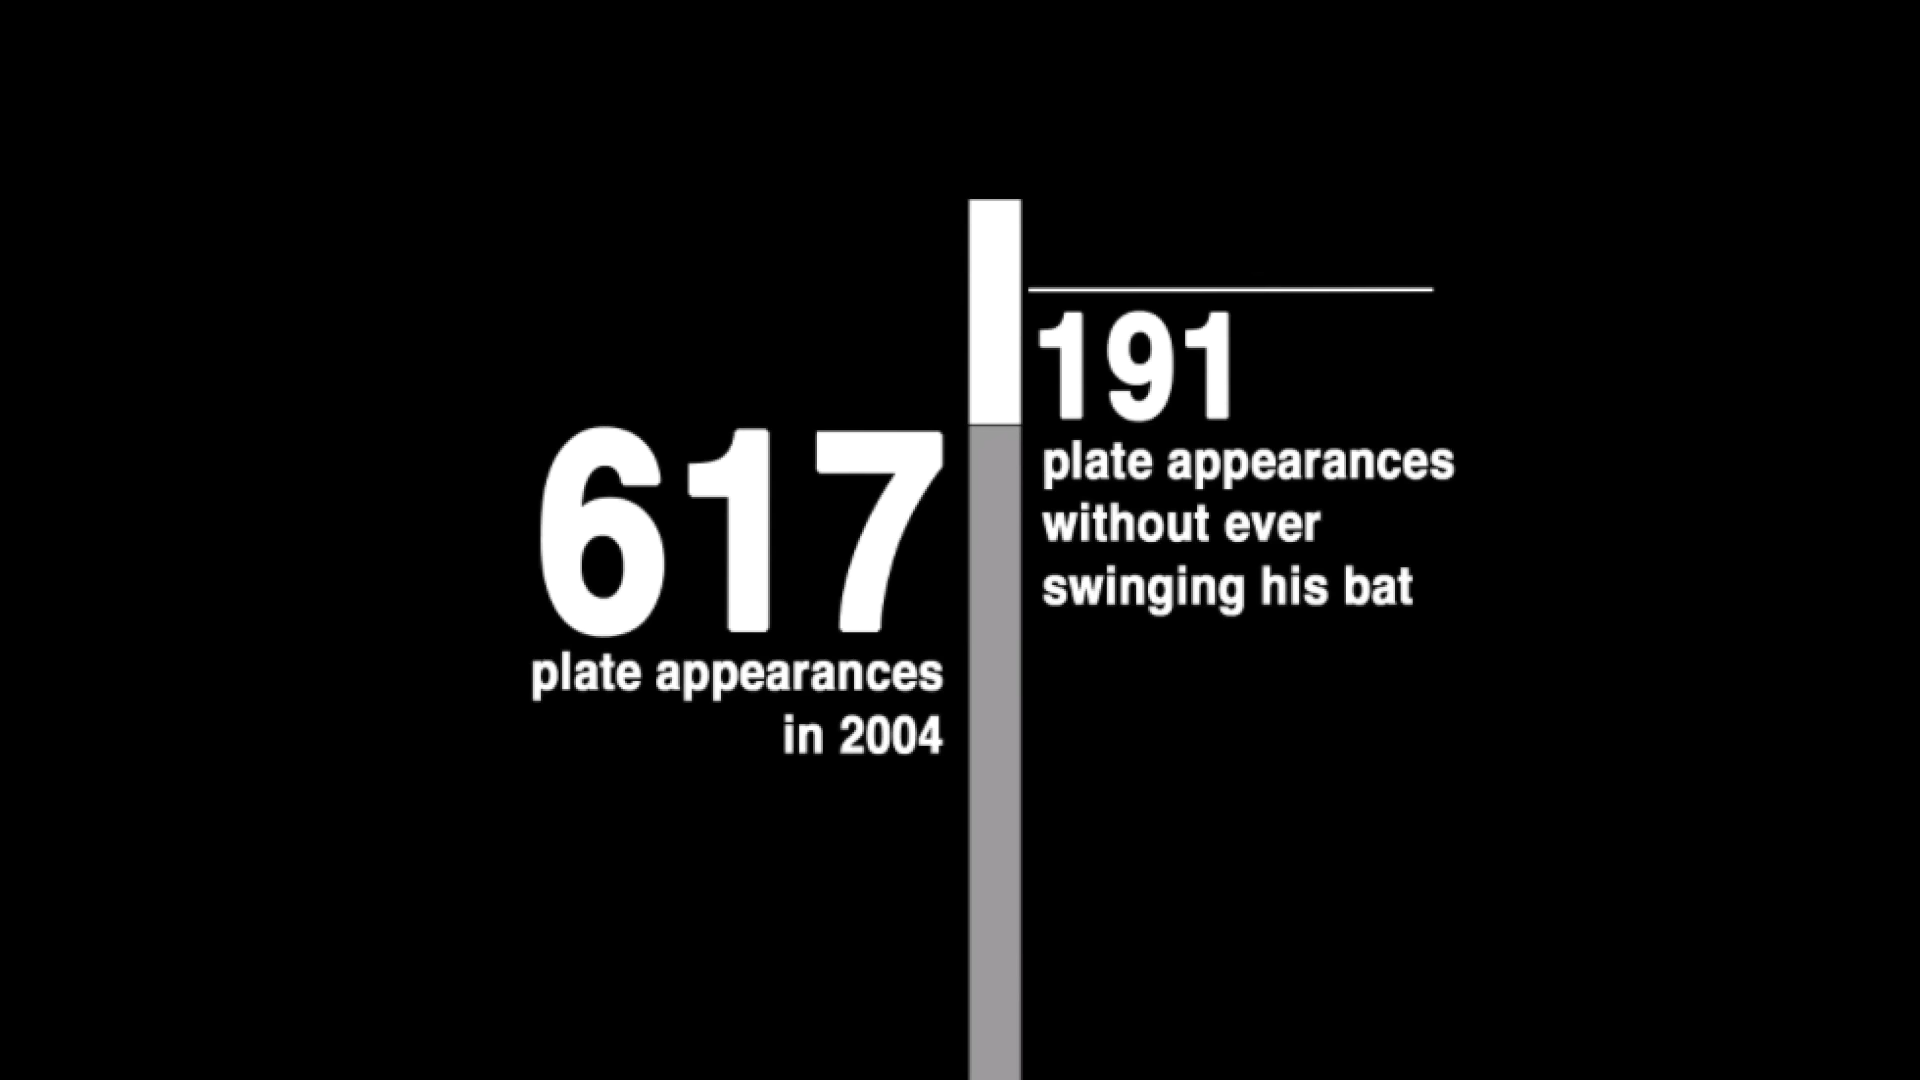 617
plate appearances
in 2004
191
plate appearances
without ever
swinging his bat